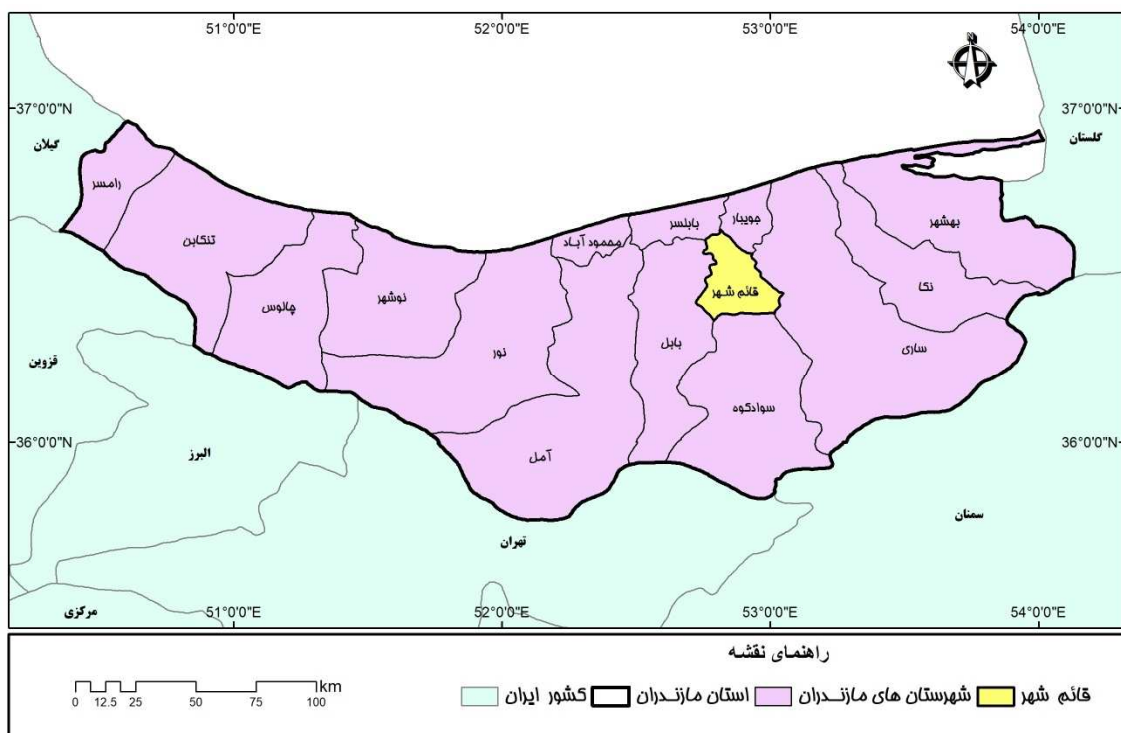 51°0'0"E 52°0'0"E 53°0'0"E 54°0'0"E
N
37°0'0"N 37°0'0"N
گیلان
گلستان
رامسر
تنکابن
چالوس
نوشهر
نور
محمود آباد
آمل
بابلسر
بابل
جویبار
قائم شهر
سوادکوه
ساری
نکا
بهشهر
قزوین
36°0'0"N 36°0'0"N
البرز
تهران
سمنان
مرکزی
51°0'0"E 52°0'0"E 53°0'0"E 54°0'0"E
راهنمای نقشه
قائم شهر شهرستان های مازندران استان مازندران کشور ایران
km
0 12.5 25 50 75 100